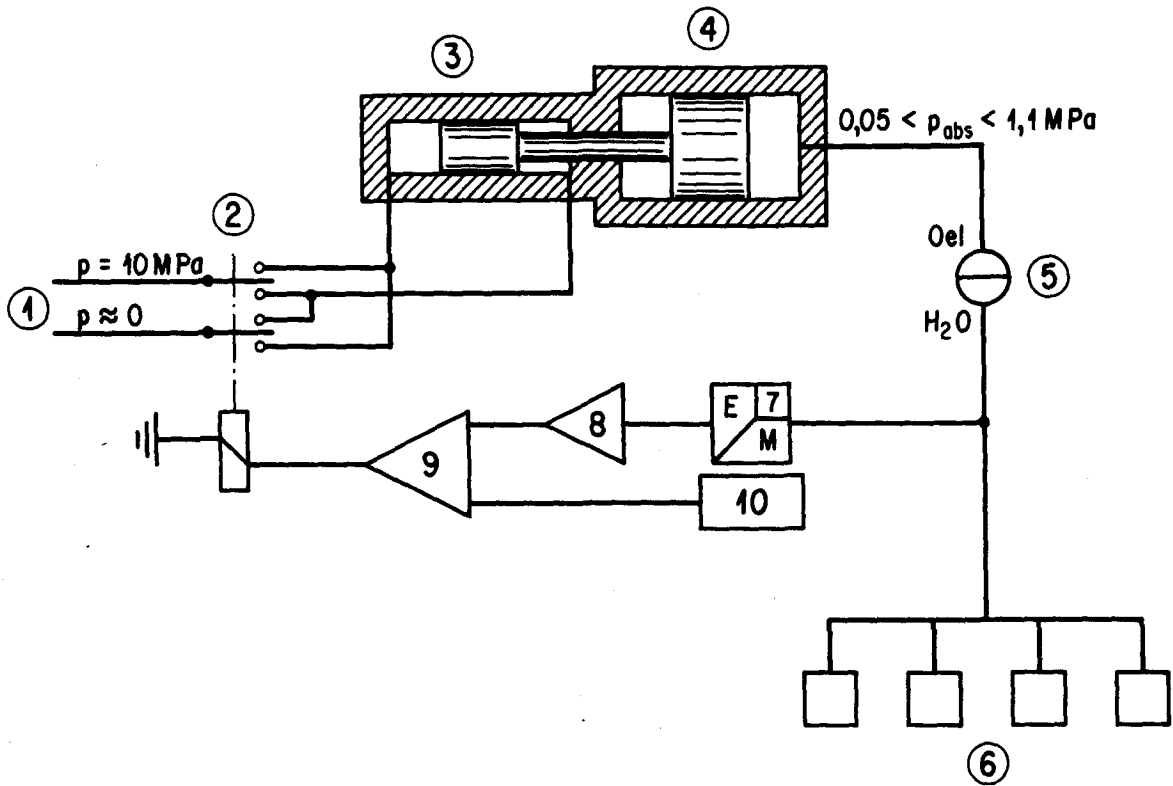 ④
③
0,05 < p_abs < 1,1 MPa
②
Oel
p = 10 MPa
⑤
①
H₂O
p ≈ 0
E 7
M
8
9
10
⑥